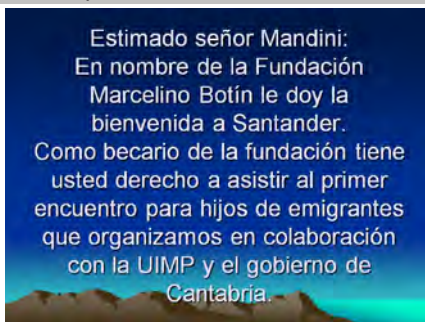 Estimado señor Mandini:
En nombre de la Fundación
Marcelino Botín le doy la
bienvenida a Santander.
Como becario de la fundación tiene
usted derecho a asistir al primer
encuentro para hijos de emigrantes
que organizamos en colaboración
con la UIMP y el gobierno de
Cantabria.